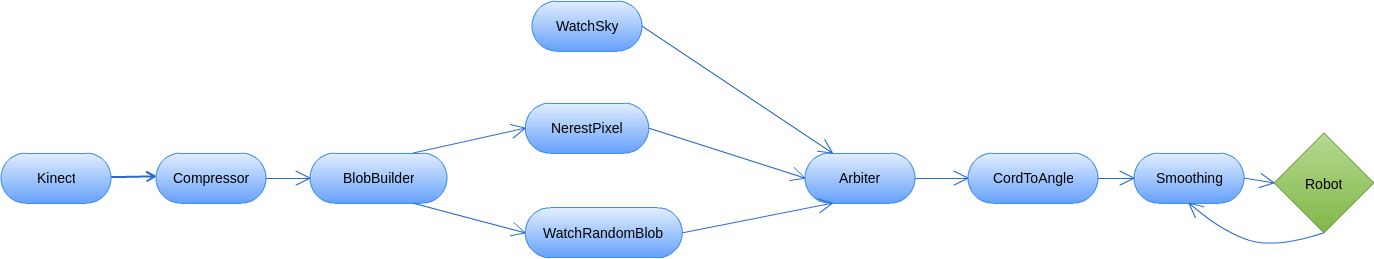 WatchSky
NerestPixel
Kinect
Compressor
BlobBuilder
Arbiter
CordToAngle
Smoothing
Robot
WatchRandomBlob